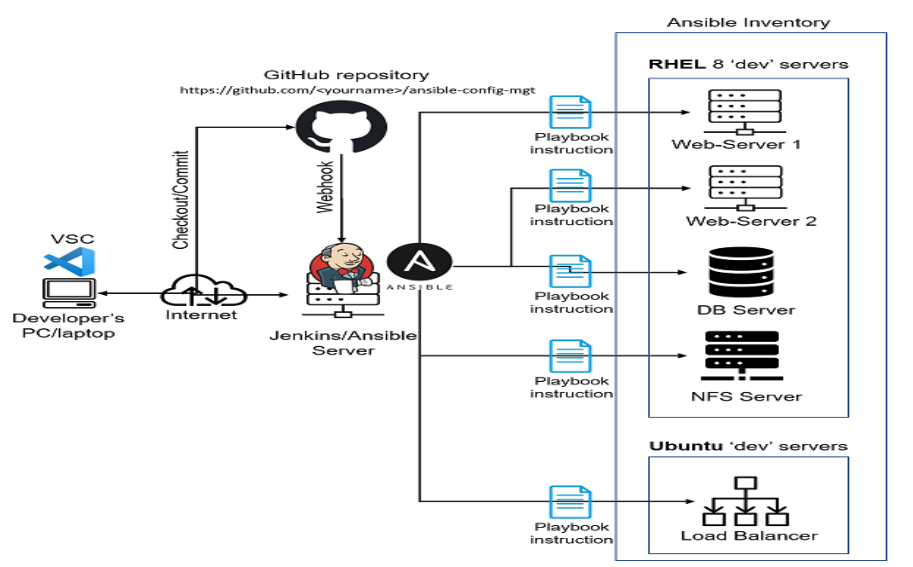 Ansible Inventory
RHEL 8 ‘dev’ servers
GitHub repository
https://github.com/<yourname>/ansible-config-mgt
Playbook
instruction
Web-Server 1
Checkout/Commit
Webhook
Playbook
instruction
Web-Server 2
VSC
ANSIBLE
Playbook
instruction
DB Server
Developer's
PC/laptop
Internet
Jenkins/Ansible
Server
Playbook
instruction
NFS Server
Ubuntu ‘dev’ servers
Playbook
instruction
Load Balancer